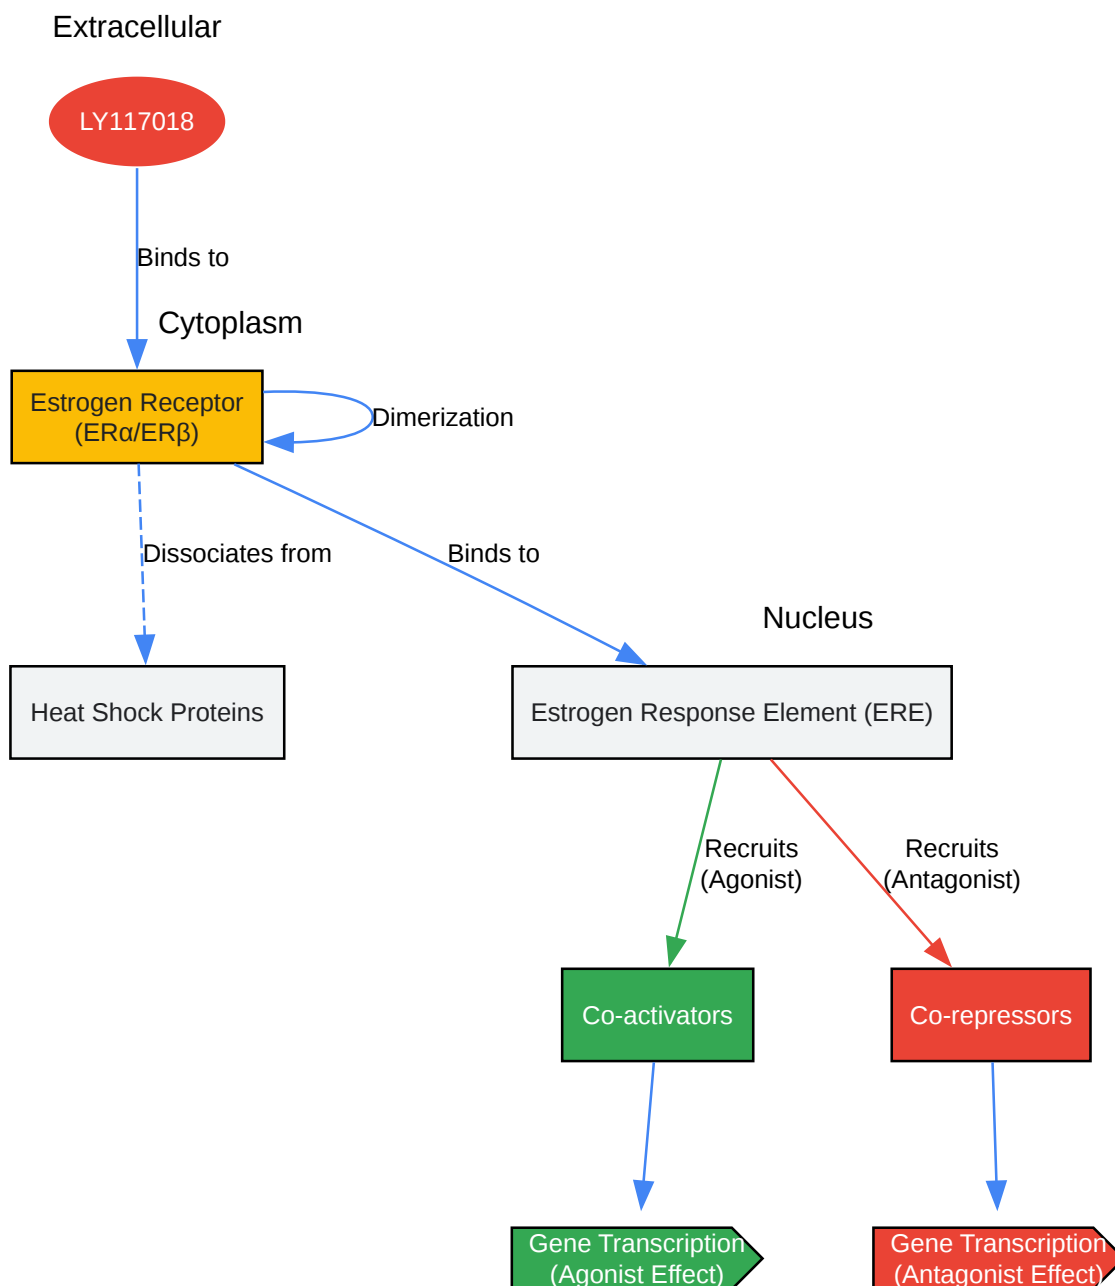 Extracellular
LY117018
Binds to
Cytoplasm
Estrogen Receptor
(ERα/ERβ)
Dimerization
Dissociates from
Binds to
Nucleus
Heat Shock Proteins
Estrogen Response Element (ERE)
Recruits
(Agonist)
Recruits
(Antagonist)
Co-activators
Co-repressors
Gene Transcription
(Agonist Effect)
Gene Transcription
(Antagonist Effect)